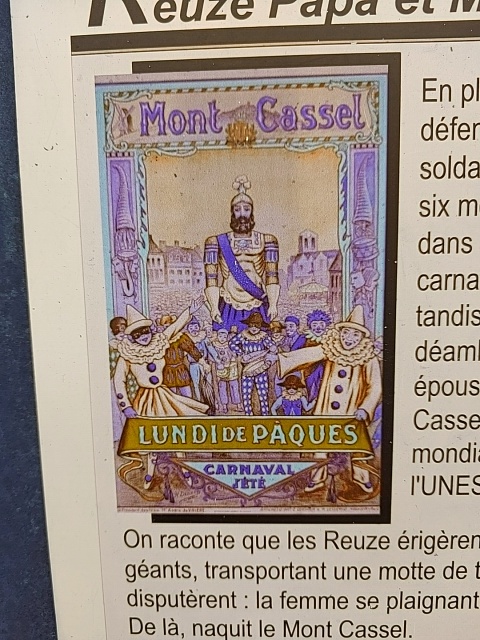 Reuze Papa et M
Mont Cassel
LUNDI DE PÂQUES
CARNAVAL
D'ÉTÉ
En pl
défen
solda
six m
dans
carna
tandis
déamb
épous
Casse
mondia
l'UNES
On raconte que les Reuze érigèren
géants, transportant une motte de t
disputèrent : la femme se plaignant
De là, naquit le Mont Cassel.